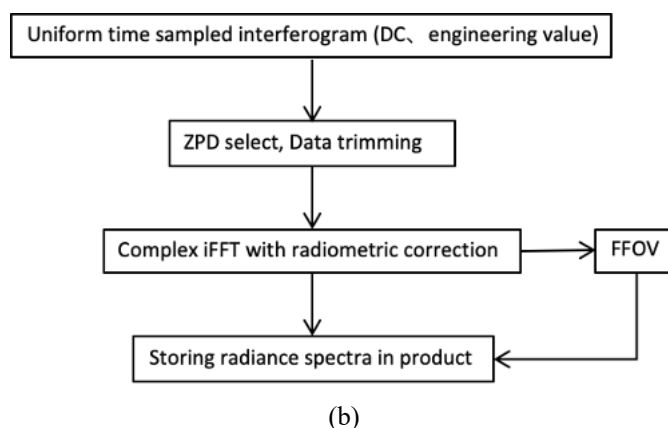 Uniform time sampled interferogram (DC、engineering value)
ZPD select, Data trimming
Complex iFFT with radiometric correction
FFOV
Storing radiance spectra in product
(b)